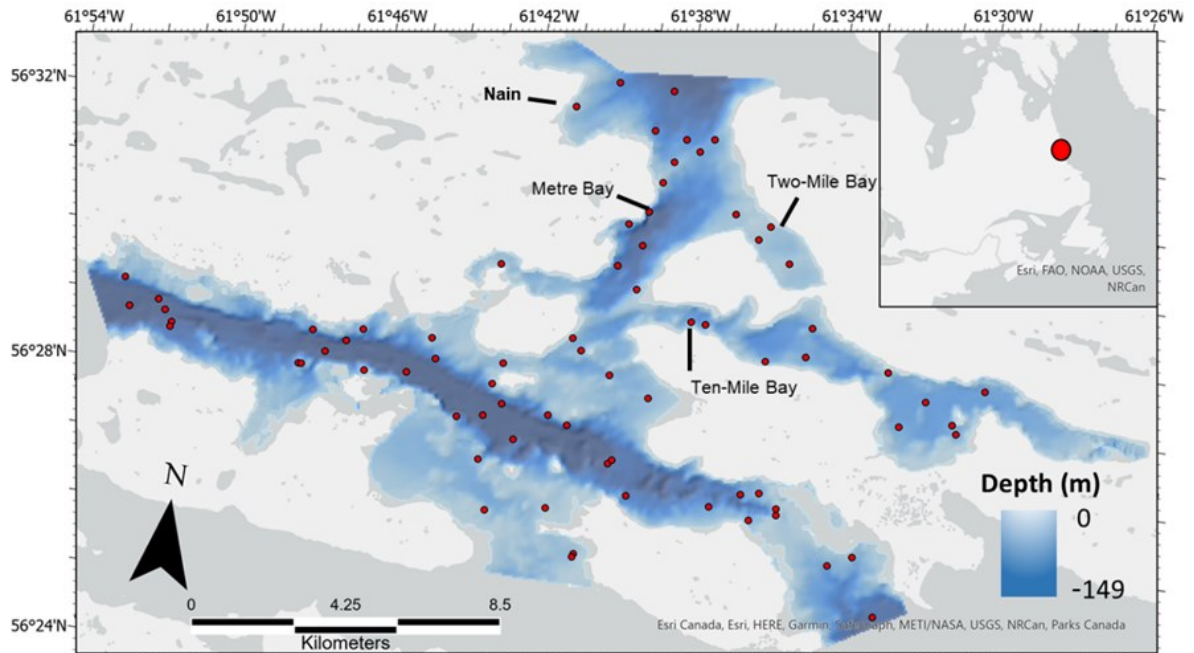 61°54'W 61°50'W 61°46'W 61°42'W 61°38'W 61°34'W 61°30'W 61°26'W
56°32'N
Nain
Metre Bay
Two-Mile Bay
Esri, FAO, NOAA, USGS,
NRCan
56°28'N
Ten-Mile Bay
N
Depth (m)
0
-149
0 4.25 8.5
Kilometers
56°24'N
Esri Canada, Esri, HERE, Garmin, METI/NASA, USGS, NRCan, Parks Canada